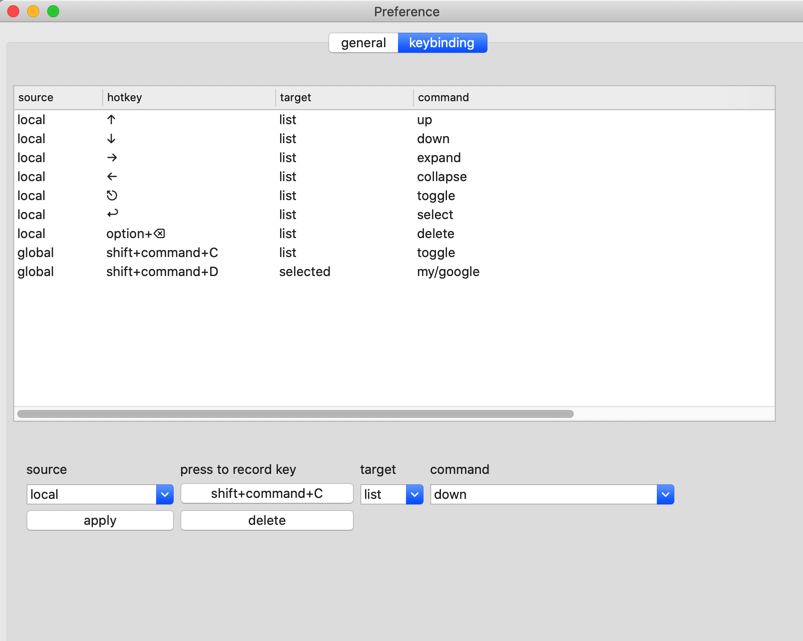 Preference
general keybinding
source hotkey target command
local ↑ list up
local ↓ list down
local → list expand
local ← list collapse
local ⎋ list toggle
local ↩ list select
local option+⌫ list delete
global shift+command+C list toggle
global shift+command+D selected my/google
source press to record key target command
local shift+command+C list down
apply delete